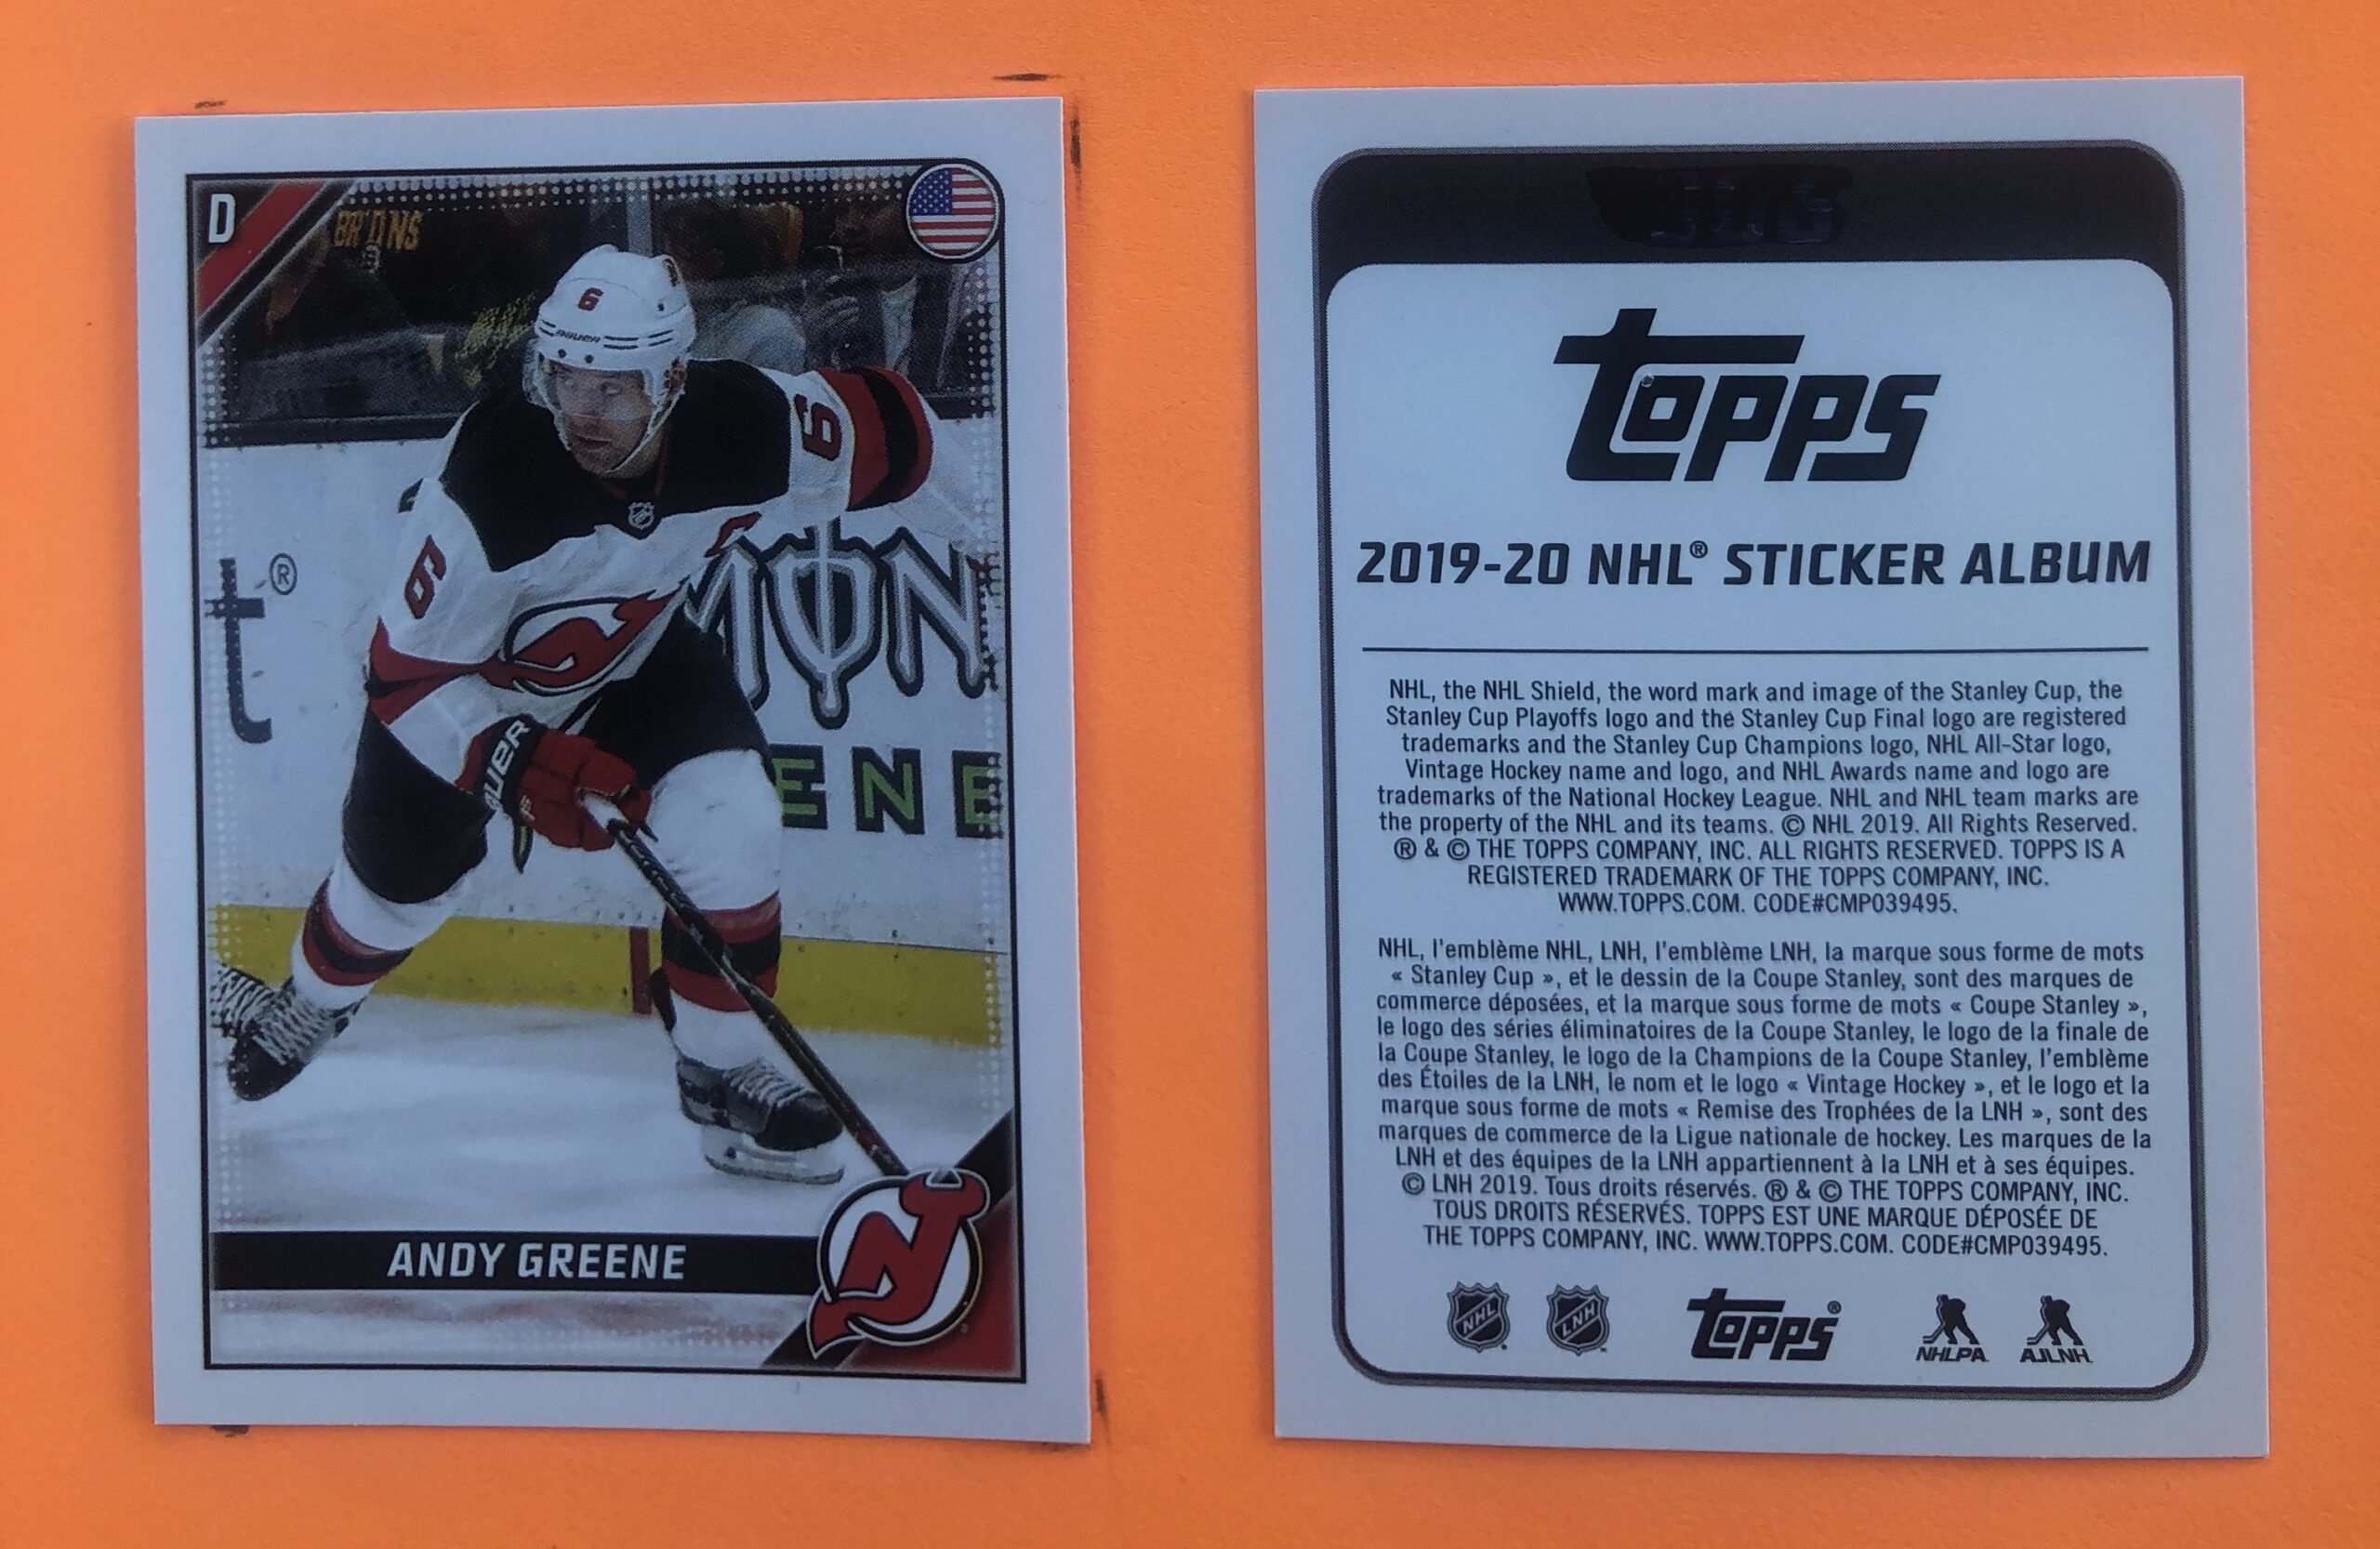 D
BRUINS
6
BAUER
6
6
C
t®
MON
BAUER
ENE
ANDY GREENE
NJ
topps
2019-20 NHL® STICKER ALBUM
NHL, the NHL Shield, the word mark and image of the Stanley Cup, the
Stanley Cup Playoffs logo and the Stanley Cup Final logo are registered
trademarks and the Stanley Cup Champions logo, NHL All-Star logo,
Vintage Hockey name and logo, and NHL Awards name and logo are
trademarks of the National Hockey League. NHL and NHL team marks are
the property of the NHL and its teams. © NHL 2019. All Rights Reserved.
® & © THE TOPPS COMPANY, INC. ALL RIGHTS RESERVED. TOPPS IS A
REGISTERED TRADEMARK OF THE TOPPS COMPANY, INC.
WWW.TOPPS.COM. CODE#CMP039495.
NHL, l'emblème NHL, LNH, l'emblème LNH, la marque sous forme de mots
« Stanley Cup », et le dessin de la Coupe Stanley, sont des marques de
commerce déposées, et la marque sous forme de mots « Coupe Stanley »,
le logo des séries éliminatoires de la Coupe Stanley, le logo de la finale de
la Coupe Stanley, le logo de la Champions de la Coupe Stanley, l'emblème
des Étoiles de la LNH, le nom et le logo « Vintage Hockey », et le logo et la
marque sous forme de mots « Remise des Trophées de la LNH », sont des
marques de commerce de la Ligue nationale de hockey. Les marques de la
LNH et des équipes de la LNH appartiennent à la LNH et à ses équipes.
© LNH 2019. Tous droits réservés. ® & © THE TOPPS COMPANY, INC.
TOUS DROITS RÉSERVÉS. TOPPS EST UNE MARQUE DÉPOSÉE DE
THE TOPPS COMPANY, INC. WWW.TOPPS.COM. CODE#CMP039495.
NHL LNH topps® NHLPA AJLNH